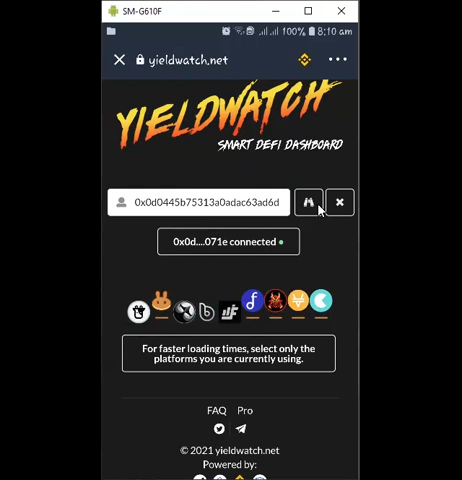 SM-G610F
100% 8:10 am
yieldwatch.net
YIELDWATCH
SMART DEFI DASHBOARD
0x0d0445b75313a0adac63ad6d
0x0d....071e connected
For faster loading times, select only the
platforms you are currently using.
FAQ Pro
© 2021 yieldwatch.net
Powered by: